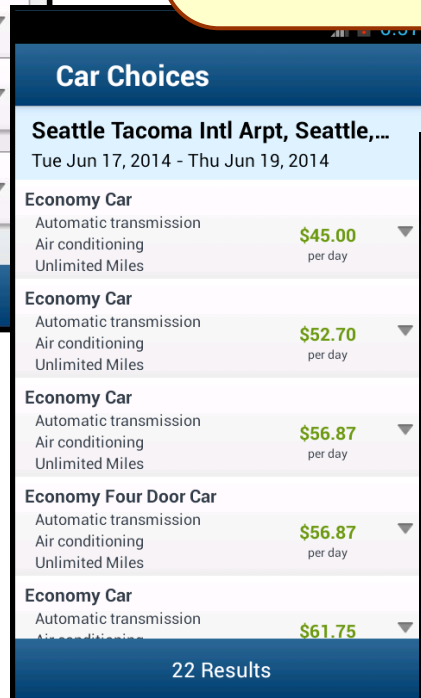 Car Choices
Seattle Tacoma Intl Arpt, Seattle,...
Tue Jun 17, 2014 - Thu Jun 19, 2014
Economy Car
Automatic transmission
Air conditioning
Unlimited Miles
$45.00
per day
Economy Car
Automatic transmission
Air conditioning
Unlimited Miles
$52.70
per day
Economy Car
Automatic transmission
Air conditioning
Unlimited Miles
$56.87
per day
Economy Four Door Car
Automatic transmission
Air conditioning
Unlimited Miles
$56.87
per day
Economy Car
Automatic transmission
Air conditioning
$61.75
22 Results